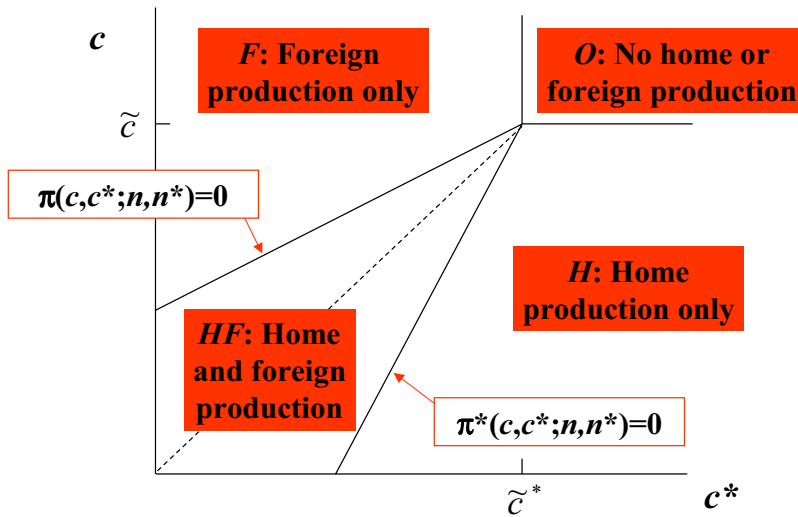 c
F: Foreign
production only
O: No home or
foreign production
c̃
π(c,c*;n,n*)=0
H: Home
production only
HF: Home
and foreign
production
π*(c,c*;n,n*)=0
c̃*
c*